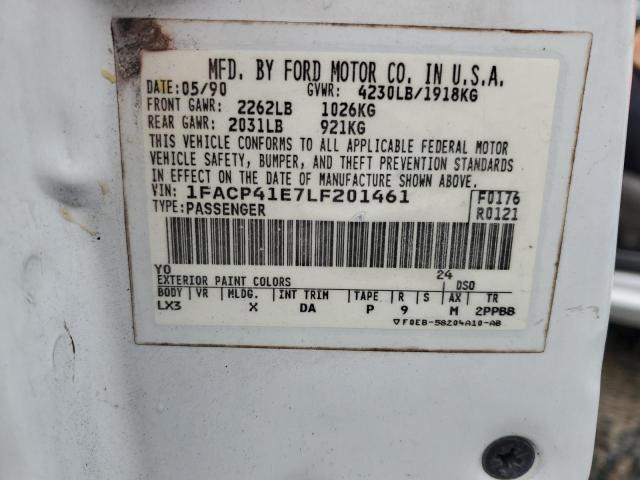 MFD. BY FORD MOTOR CO. IN U.S.A.
DATE: 05/90 GVWR: 4230LB/1918KG
FRONT GAWR: 2262LB 1026KG
REAR GAWR: 2031LB 921KG
THIS VEHICLE CONFORMS TO ALL APPLICABLE FEDERAL MOTOR
VEHICLE SAFETY, BUMPER, AND THEFT PREVENTION STANDARDS
IN EFFECT ON THE DATE OF MANUFACTURE SHOWN ABOVE.
VIN: 1FACP41E7LF201461 F0176
TYPE: PASSENGER R0121
YO 24
EXTERIOR PAINT COLORS DSO
BODY VR MLDG. INT TRIM TAPE R S AX TR
LX3 X DA P 9 M 2PPBB
▽F0EB-58204A10-AB